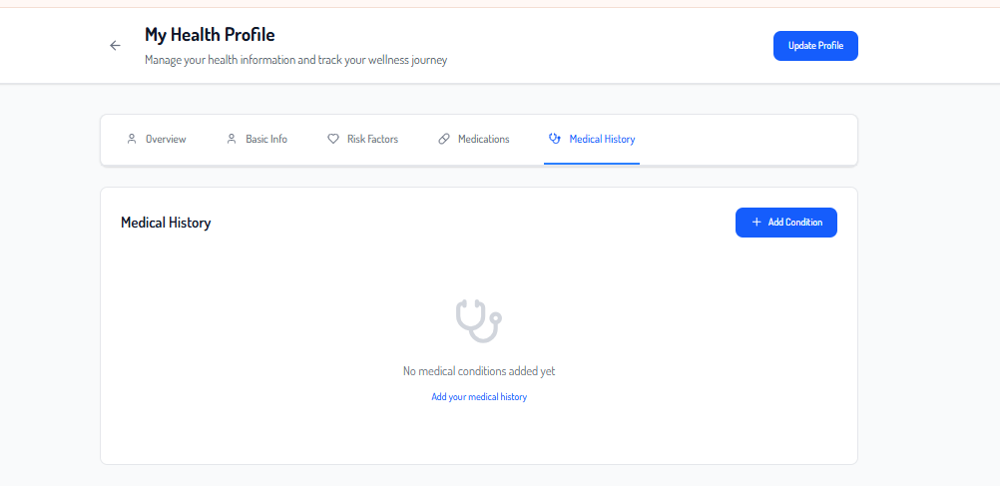 My Health Profile
Manage your health information and track your wellness journey
Update Profile
Overview
Basic Info
Risk Factors
Medications
Medical History
Medical History
Add Condition
No medical conditions added yet
Add your medical history